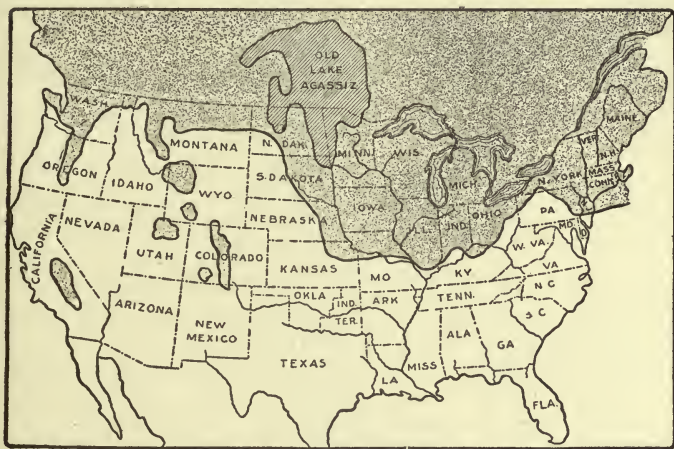 OLD
LAKE
AGASSIZ
WASH.
MONTANA
N. DAK.
MINN.
WIS.
MICH.
MAINE
VER.
N.H.
MASS
CONN.
N. YORK
OREGON
IDAHO
WYO
S. DAKOTA
IOWA
NEBRASKA
ILL.
IND.
OHIO
PA
N.J.
MD.
D.
CALIFORNIA
NEVADA
UTAH
COLORADO
KANSAS
MO.
KY.
W. VA.
VA
ARIZONA
NEW
MEXICO
OKLA
IND.
TER.
ARK
TENN.
N C
S. C
TEXAS
LA
MISS
ALA
GA
FLA.